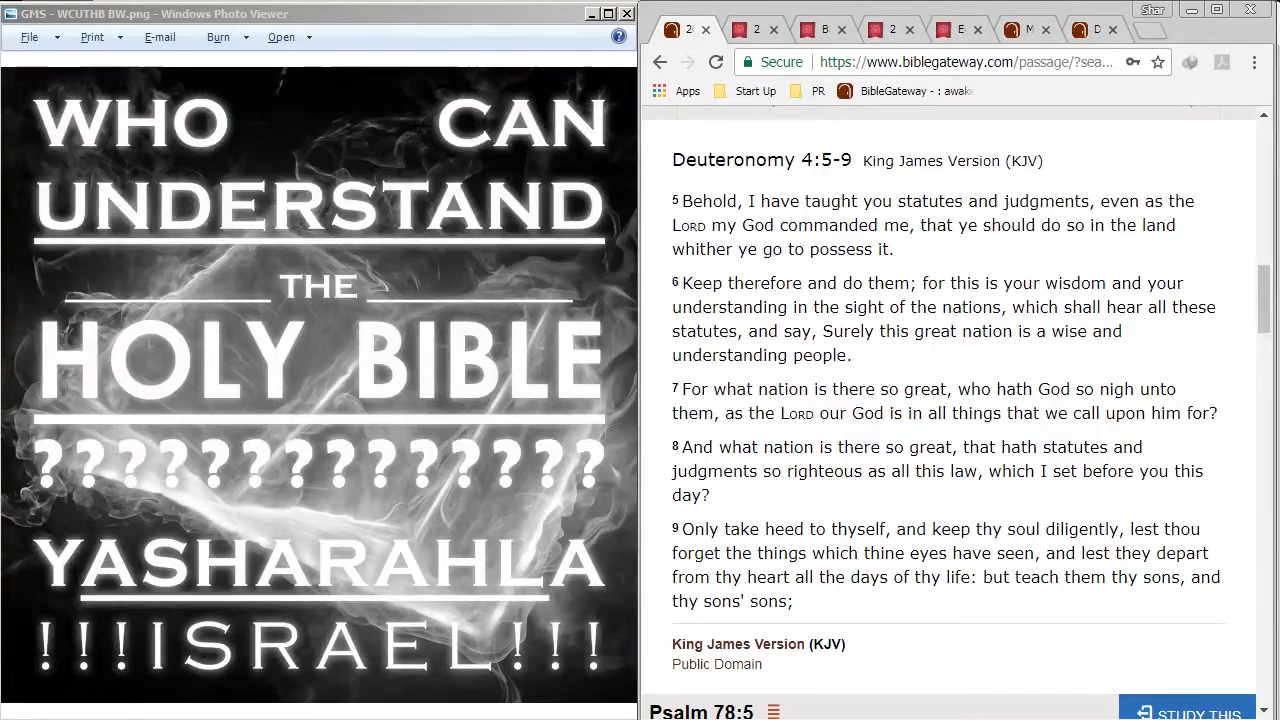 GMS - WCUTHB BW.png - Windows Photo Viewer
File Print E-mail Burn Open
WHO CAN
UNDERSTAND
THE
HOLY BIBLE
???????????????
YASHARAHLA
!!!ISRAEL!!!
Shar
2 2 B 2 E M D
Secure https://www.biblegateway.com/passage/?sea...
Apps Start Up PR BibleGateway - : awake
Deuteronomy 4:5-9 King James Version (KJV)
5 Behold, I have taught you statutes and judgments, even as the
LORD my God commanded me, that ye should do so in the land
whither ye go to possess it.
6 Keep therefore and do them; for this is your wisdom and your
understanding in the sight of the nations, which shall hear all these
statutes, and say, Surely this great nation is a wise and
understanding people.
7 For what nation is there so great, who hath God so nigh unto
them, as the LORD our God is in all things that we call upon him for?
8 And what nation is there so great, that hath statutes and
judgments so righteous as all this law, which I set before you this
day?
9 Only take heed to thyself, and keep thy soul diligently, lest thou
forget the things which thine eyes have seen, and lest they depart
from thy heart all the days of thy life: but teach them thy sons, and
thy sons' sons;
King James Version (KJV)
Public Domain
Psalm 78:5
STUDY THIS